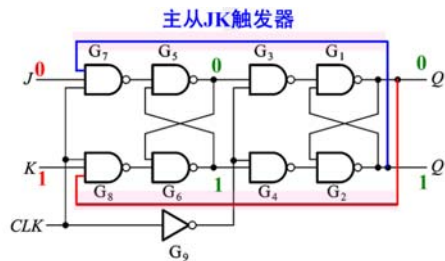 主从JK触发器
G₇ G₅ G₃ G₁
J 0 0 0 Q
K 1 1 1 Q
G₈ G₆ G₄ G₂
CLK
G₉